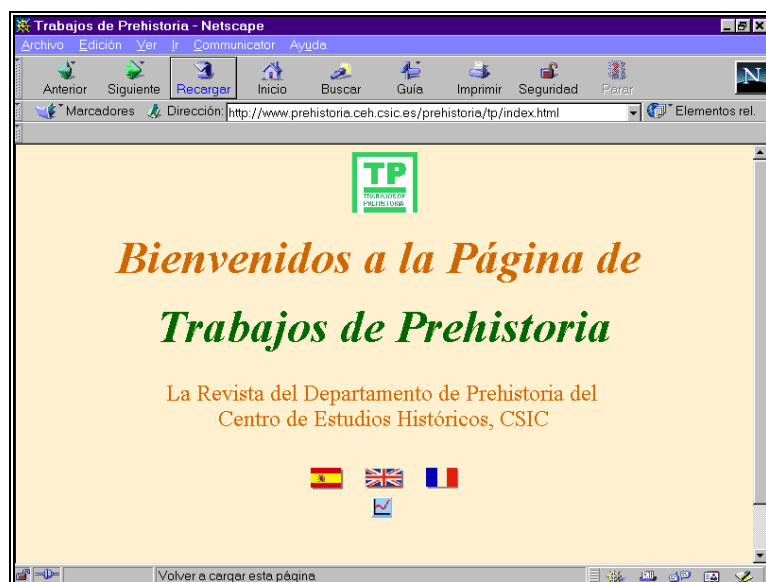 Trabajos de Prehistoria - Netscape
Archivo Edición Ver Ir Communicator Ayuda
Anterior Siguiente Recargar Inicio Buscar Guía Imprimir Seguridad Parar
N
Marcadores Dirección: http://www.prehistoria.ceh.csic.es/prehistoria/tp/index.html Elementos rel.
TP
TRABAJOS DE
PREHISTORIA
Bienvenidos a la Página de
Trabajos de Prehistoria
La Revista del Departamento de Prehistoria del
Centro de Estudios Históricos, CSIC
Volver a cargar esta página